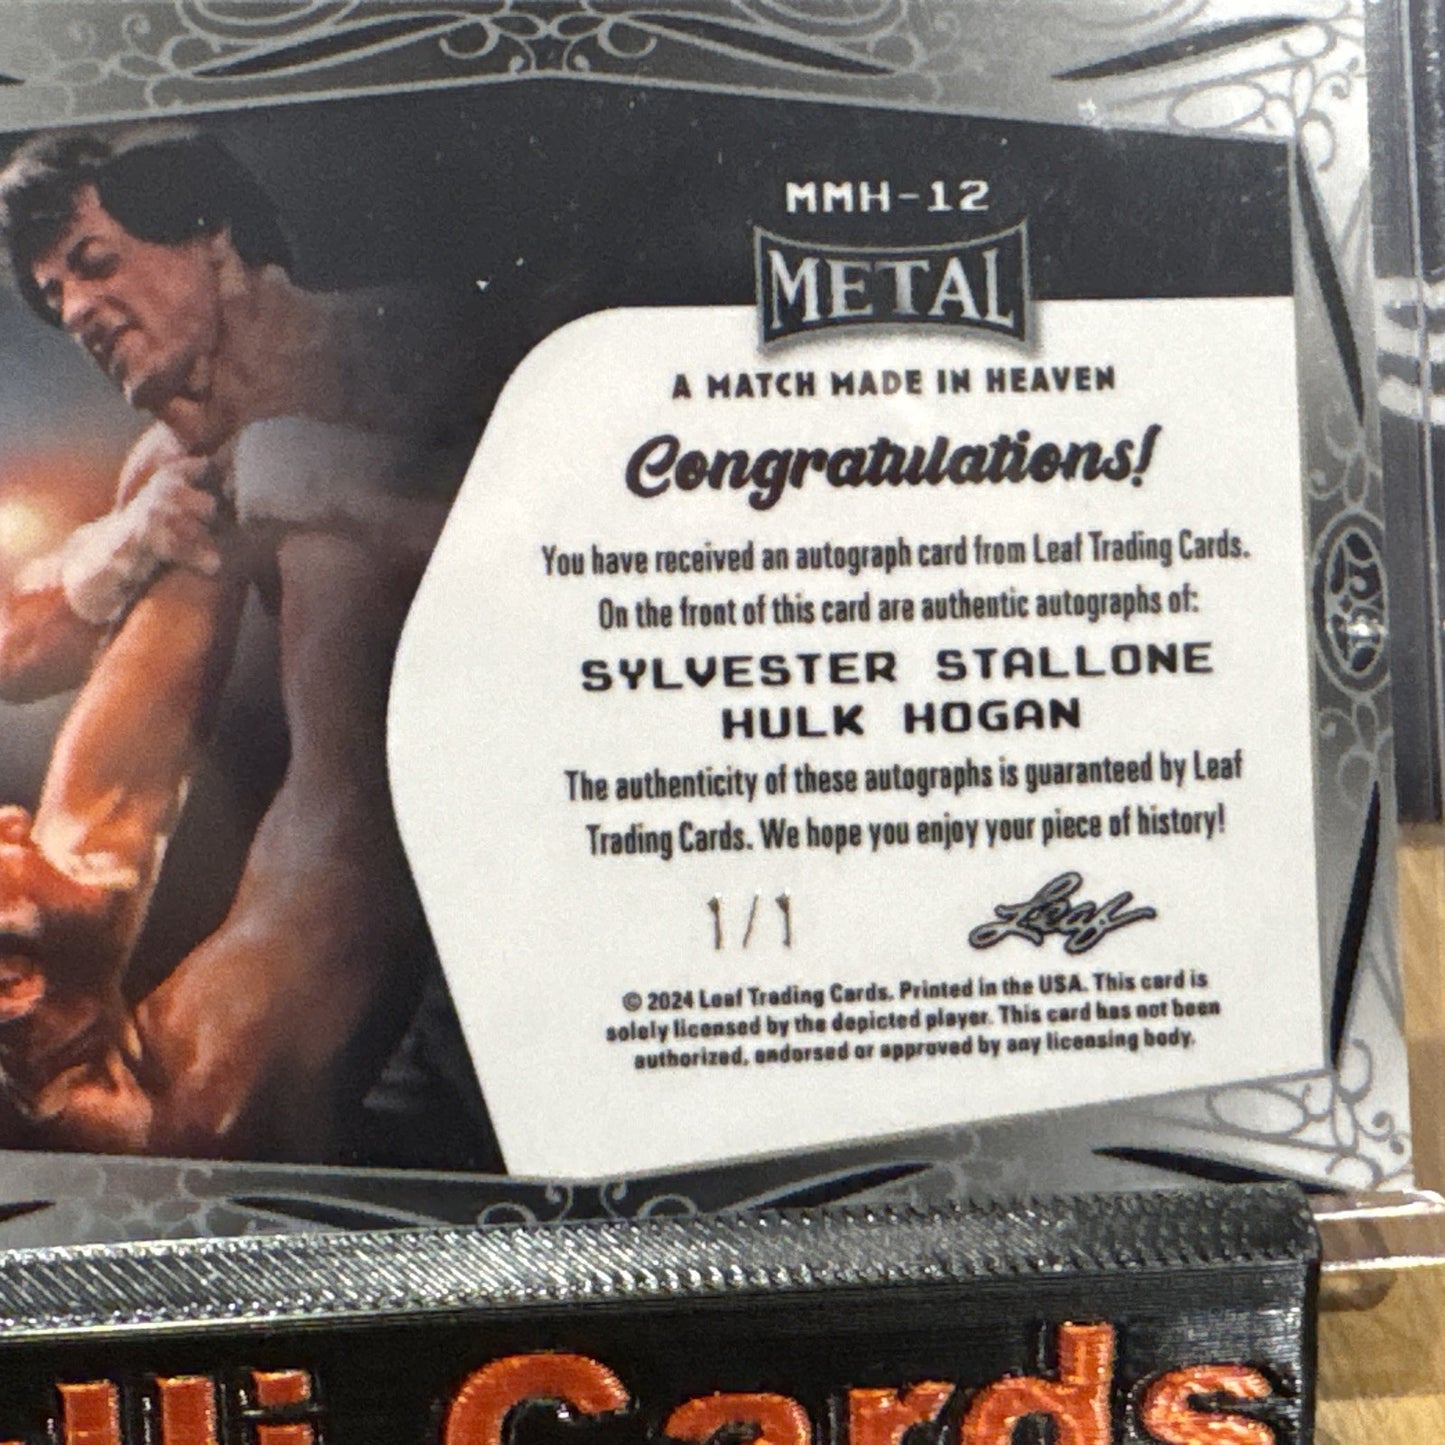 MMH-12
METAL
A MATCH MADE IN HEAVEN
Congratulations!
You have received an autograph card from Leaf Trading Cards.
On the front of this card are authentic autographs of:
SYLVESTER STALLONE
HULK HOGAN
The authenticity of these autographs is guaranteed by Leaf
Trading Cards. We hope you enjoy your piece of history!
1/1
Leaf
© 2024 Leaf Trading Cards. Printed in the USA. This card is
solely licensed by the depicted player. This card has not been
authorized, endorsed or approved by any licensing body.
Cards